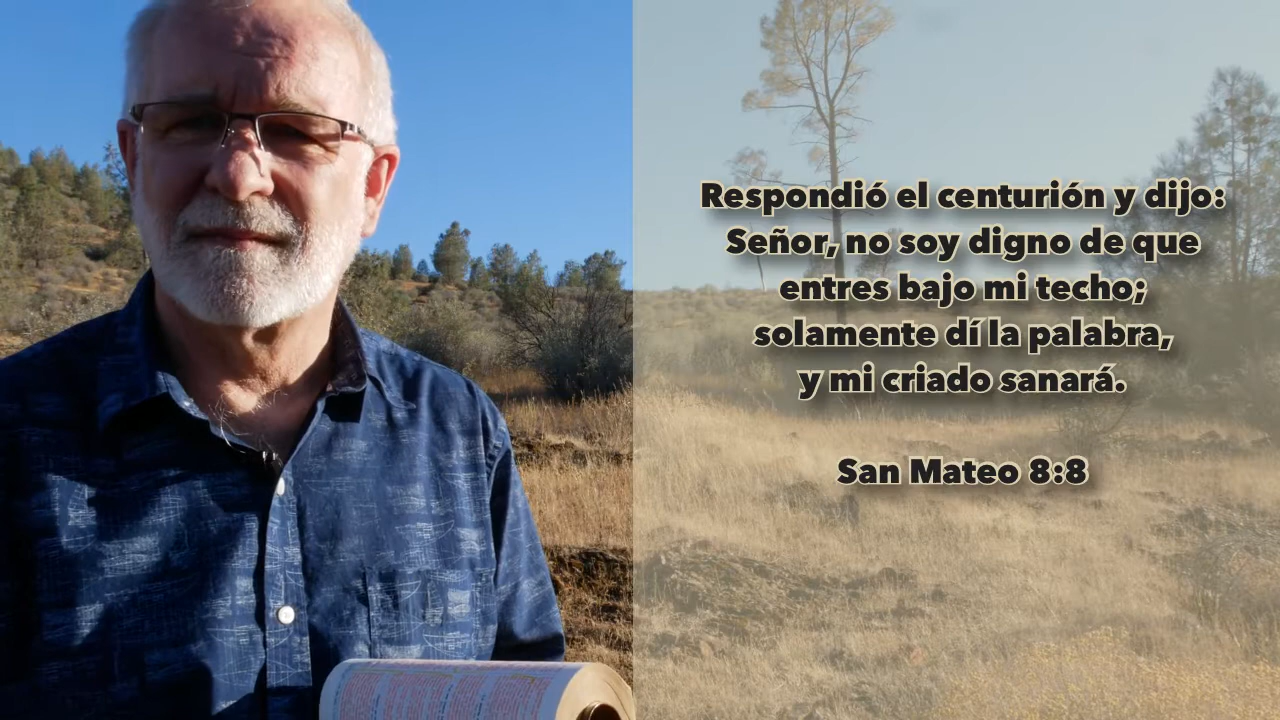 Respondió el centurión y dijo:
Señor, no soy digno de que
entres bajo mi techo;
solamente dí la palabra,
y mi criado sanará.
San Mateo 8:8